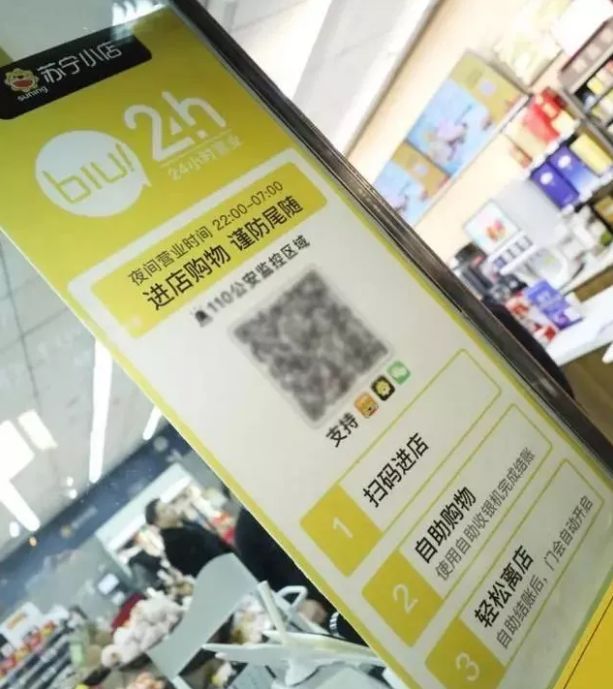 苏宁小店
suning
biu!
24h
24小时营业
夜间营业时间 22:00-07:00
进店购物 谨防尾随
110公安监控区域
支持
1 扫码进店
2 自助购物
使用自助收银机完成结账
3 轻松离店
自助结账后，门会自动开启